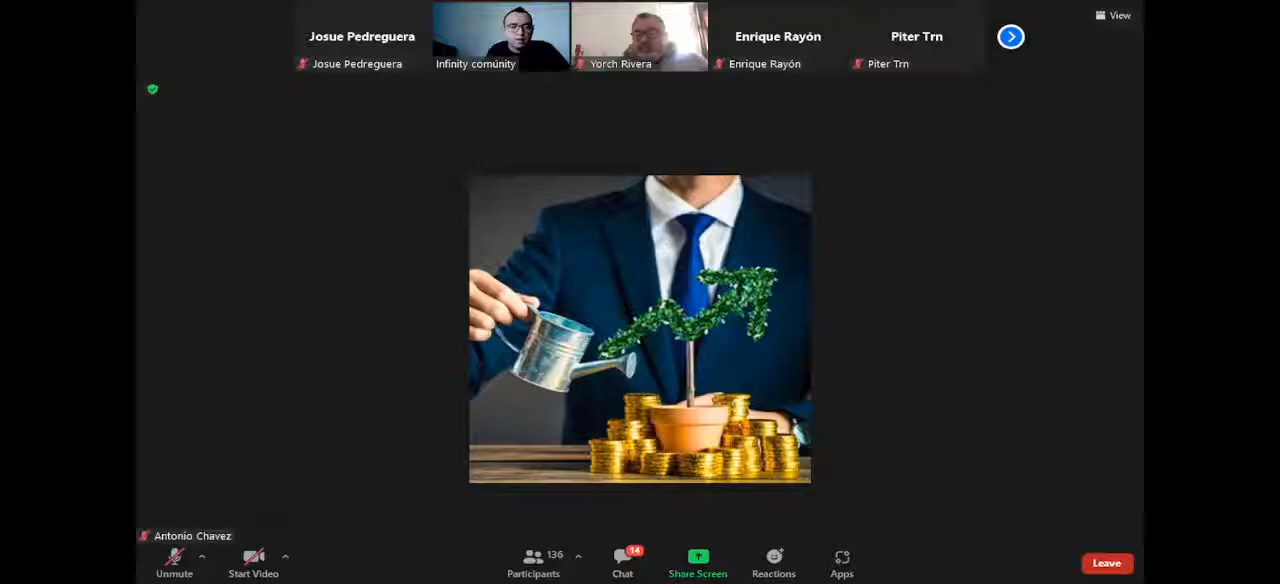 View
Josue Pedreguera
Enrique Rayón
Piter Trn
Josue Pedreguera
Infinity comúnity
Yorch Rivera
Enrique Rayón
Piter Trn
Antonio Chavez
136
14
Unmute
Start Video
Participants
Chat
Share Screen
Reactions
Apps
Leave